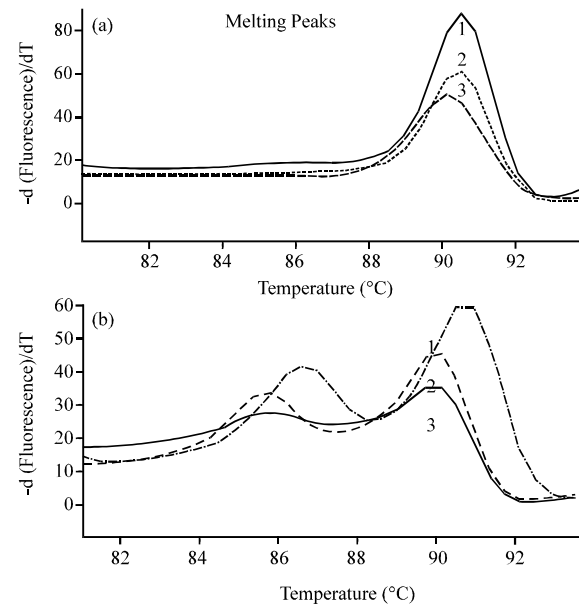 (a)
Melting Peaks
-d (Fluorescence)/dT
80
60
40
20
0
1
2
3
82 84 86 88 90 92
Temperature (°C)
(b)
-d (Fluorescence)/dT
60
50
40
30
20
10
0
1
2
3
82 84 86 88 90 92
Temperature (°C)